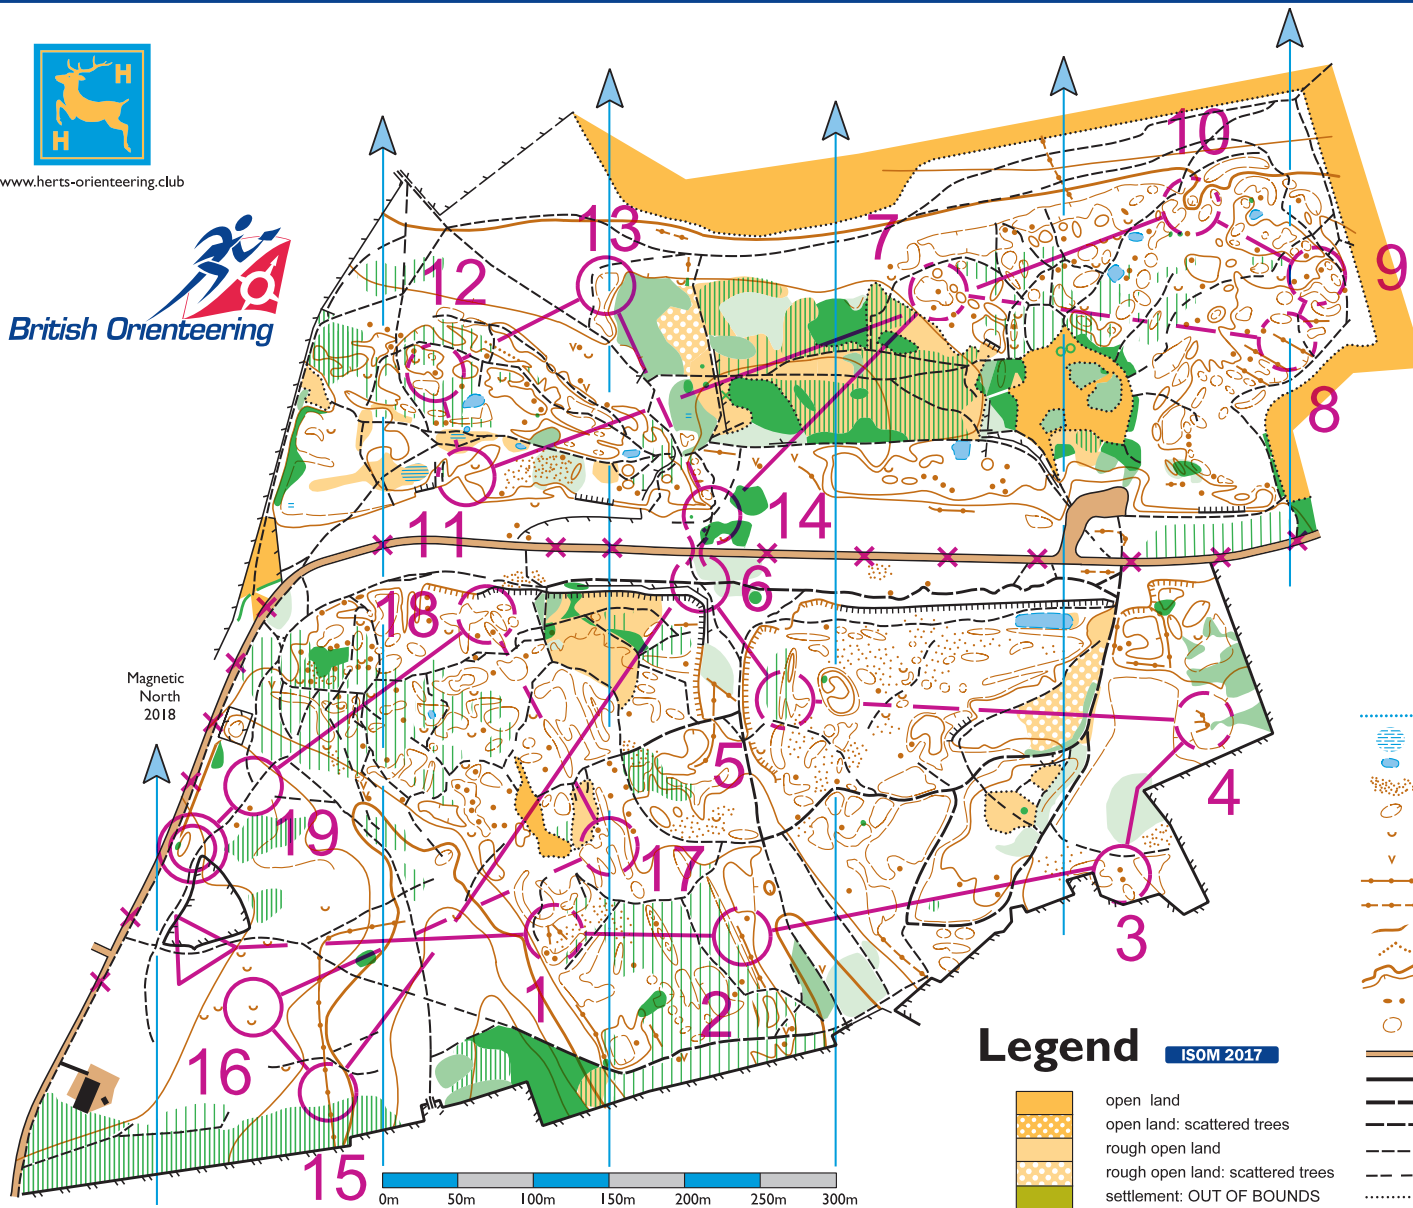 H
H
www.herts-orienteering.club
British Orienteering
10
13
7
9
12
8
14
11
6
18
Magnetic
North
2018
5
4
19
17
3
1
2
16
15
0m 50m 100m 150m 200m 250m 300m
Legend ISOM 2017
open land
open land: scattered trees
rough open land
rough open land: scattered trees
settlement: OUT OF BOUNDS